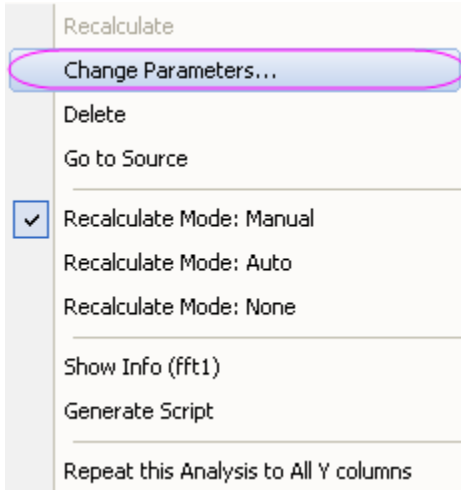 Recalculate
Change Parameters...
Delete
Go to Source
Recalculate Mode: Manual
Recalculate Mode: Auto
Recalculate Mode: None
Show Info (fft1)
Generate Script
Repeat this Analysis to All Y columns